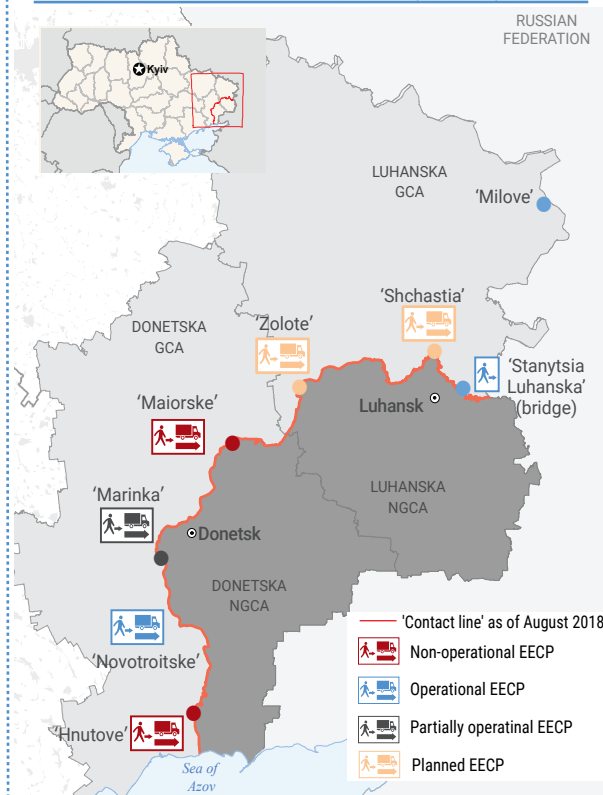 RUSSIAN
FEDERATION
Kyiv
LUHANSKA
GCA
'Milove'
'Shchastia'
'Zolote'
DONETSKA
GCA
'Stanytsia
Luhanska'
(bridge)
'Maiorske'
Luhansk
LUHANSKA
NGCA
'Marinka'
Donetsk
DONETSKA
NGCA
'Novotroitske'
'Hnutove'
Sea of
Azov
'Contact line' as of August 2018
Non-operational EECP
Operational EECP
Partially operatinal EECP
Planned EECP